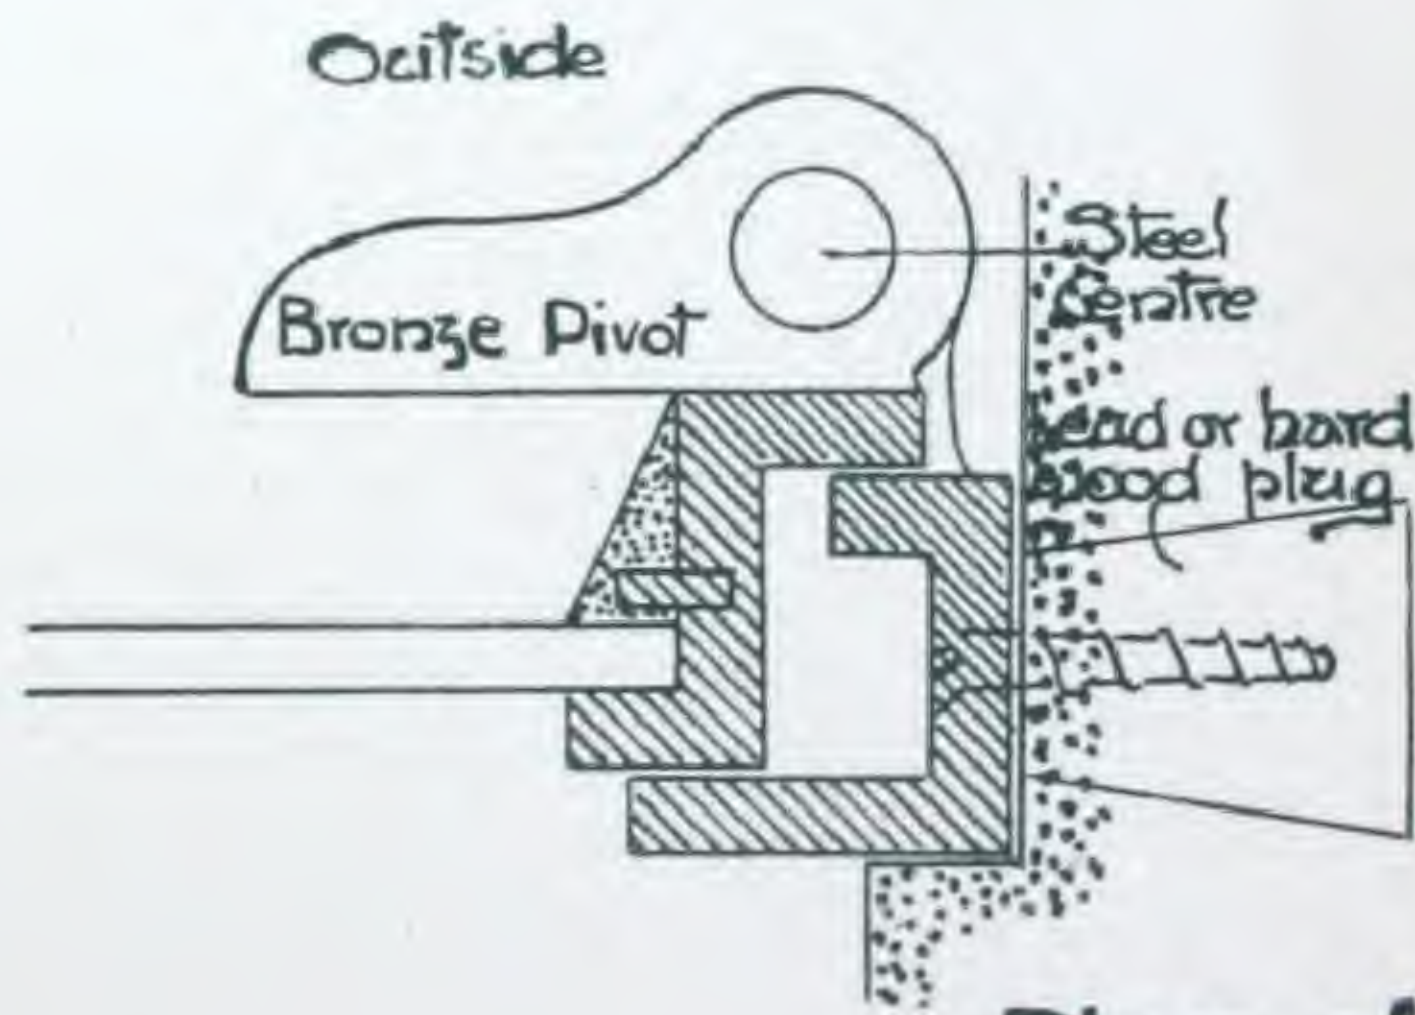 Outside
Steel
Centre
Bronze Pivot
Lead or hard
wood plug